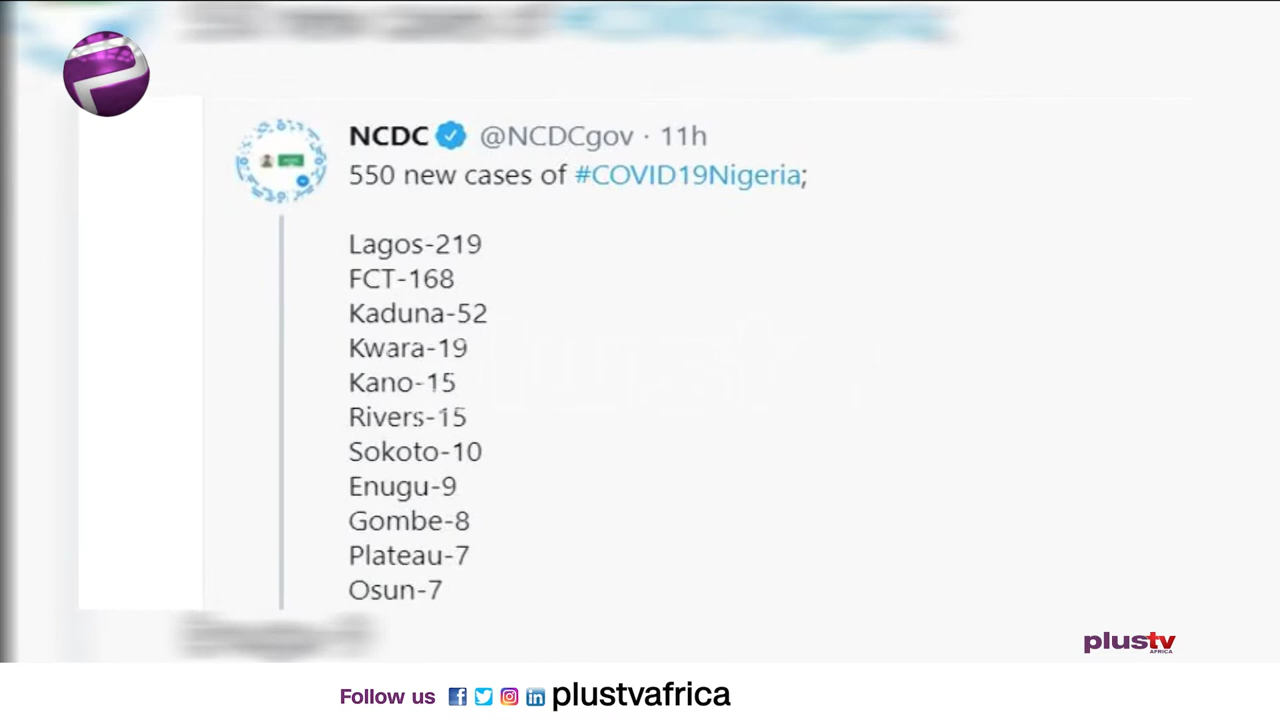 NCDC @NCDCgov · 11h
550 new cases of #COVID19Nigeria;
Lagos-219
FCT-168
Kaduna-52
Kwara-19
Kano-15
Rivers-15
Sokoto-10
Enugu-9
Gombe-8
Plateau-7
Osun-7
plustv
AFRICA
Follow us plustvafrica